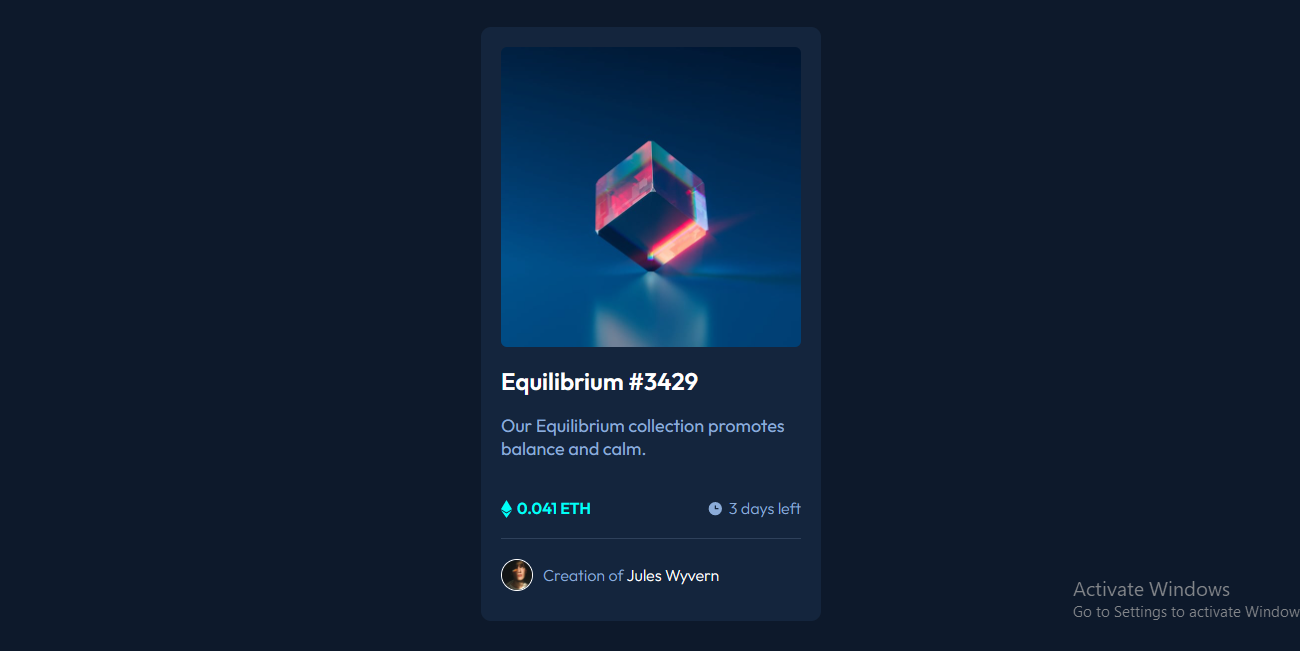 Equilibrium #3429
Our Equilibrium collection promotes
balance and calm.
0.041 ETH
3 days left
Creation of Jules Wyvern
Activate Windows
Go to Settings to activate Window